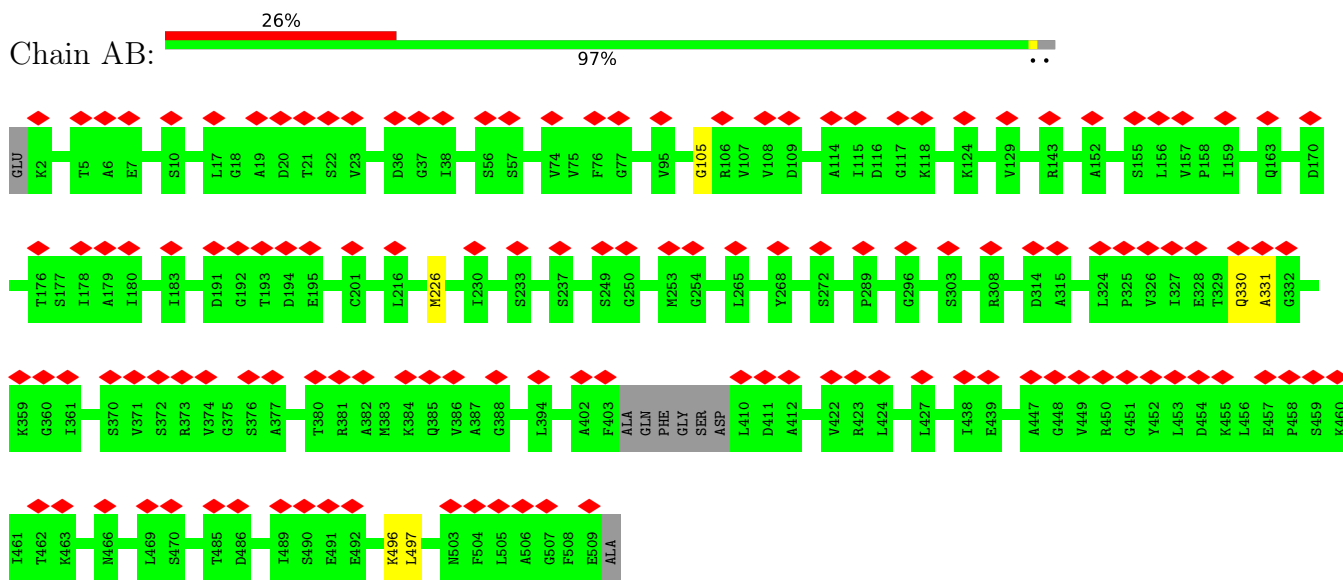 26%
Chain AB:
97%
GLU K2 T5 A6 E7 S10 L17 G18 A19 D20 T21 S22 V23 D36 G37 I38 S56 S57 V74 V75 F76 G77 V95 G105 R106 V107 V108 D109 A114 I115 D116 G117 K118 K124 V129 R143 A152 S155 L156 V157 P158 I159 Q163 D170
T176 S177 I178 A179 I180 I183 D191 G192 T193 D194 E195 C201 L216 M226 I230 S233 S237 S249 G250 M253 G254 L265 Y268 S272 P289 G296 S303 R308 D314 A315 L324 P325 V326 I327 E328 T329 Q330 A331 G332
K359 G360 I361 S370 V371 S372 R373 V374 G375 S376 A377 T380 R381 A382 M383 K384 Q385 V386 A387 G388 L394 A402 F403 ALA GLN PHE GLY SER ASP L410 D411 A412 V422 R423 L424 L427 I438 E439 A447 G448 V449 R450 G451 Y452 L453 D454 K455 L456 E457 P458 S459 K460
I461 T462 K463 N466 L469 S470 T485 D486 I489 S490 E491 E492 K496 L497 N503 F504 L505 A506 G507 F508 E509 ALA